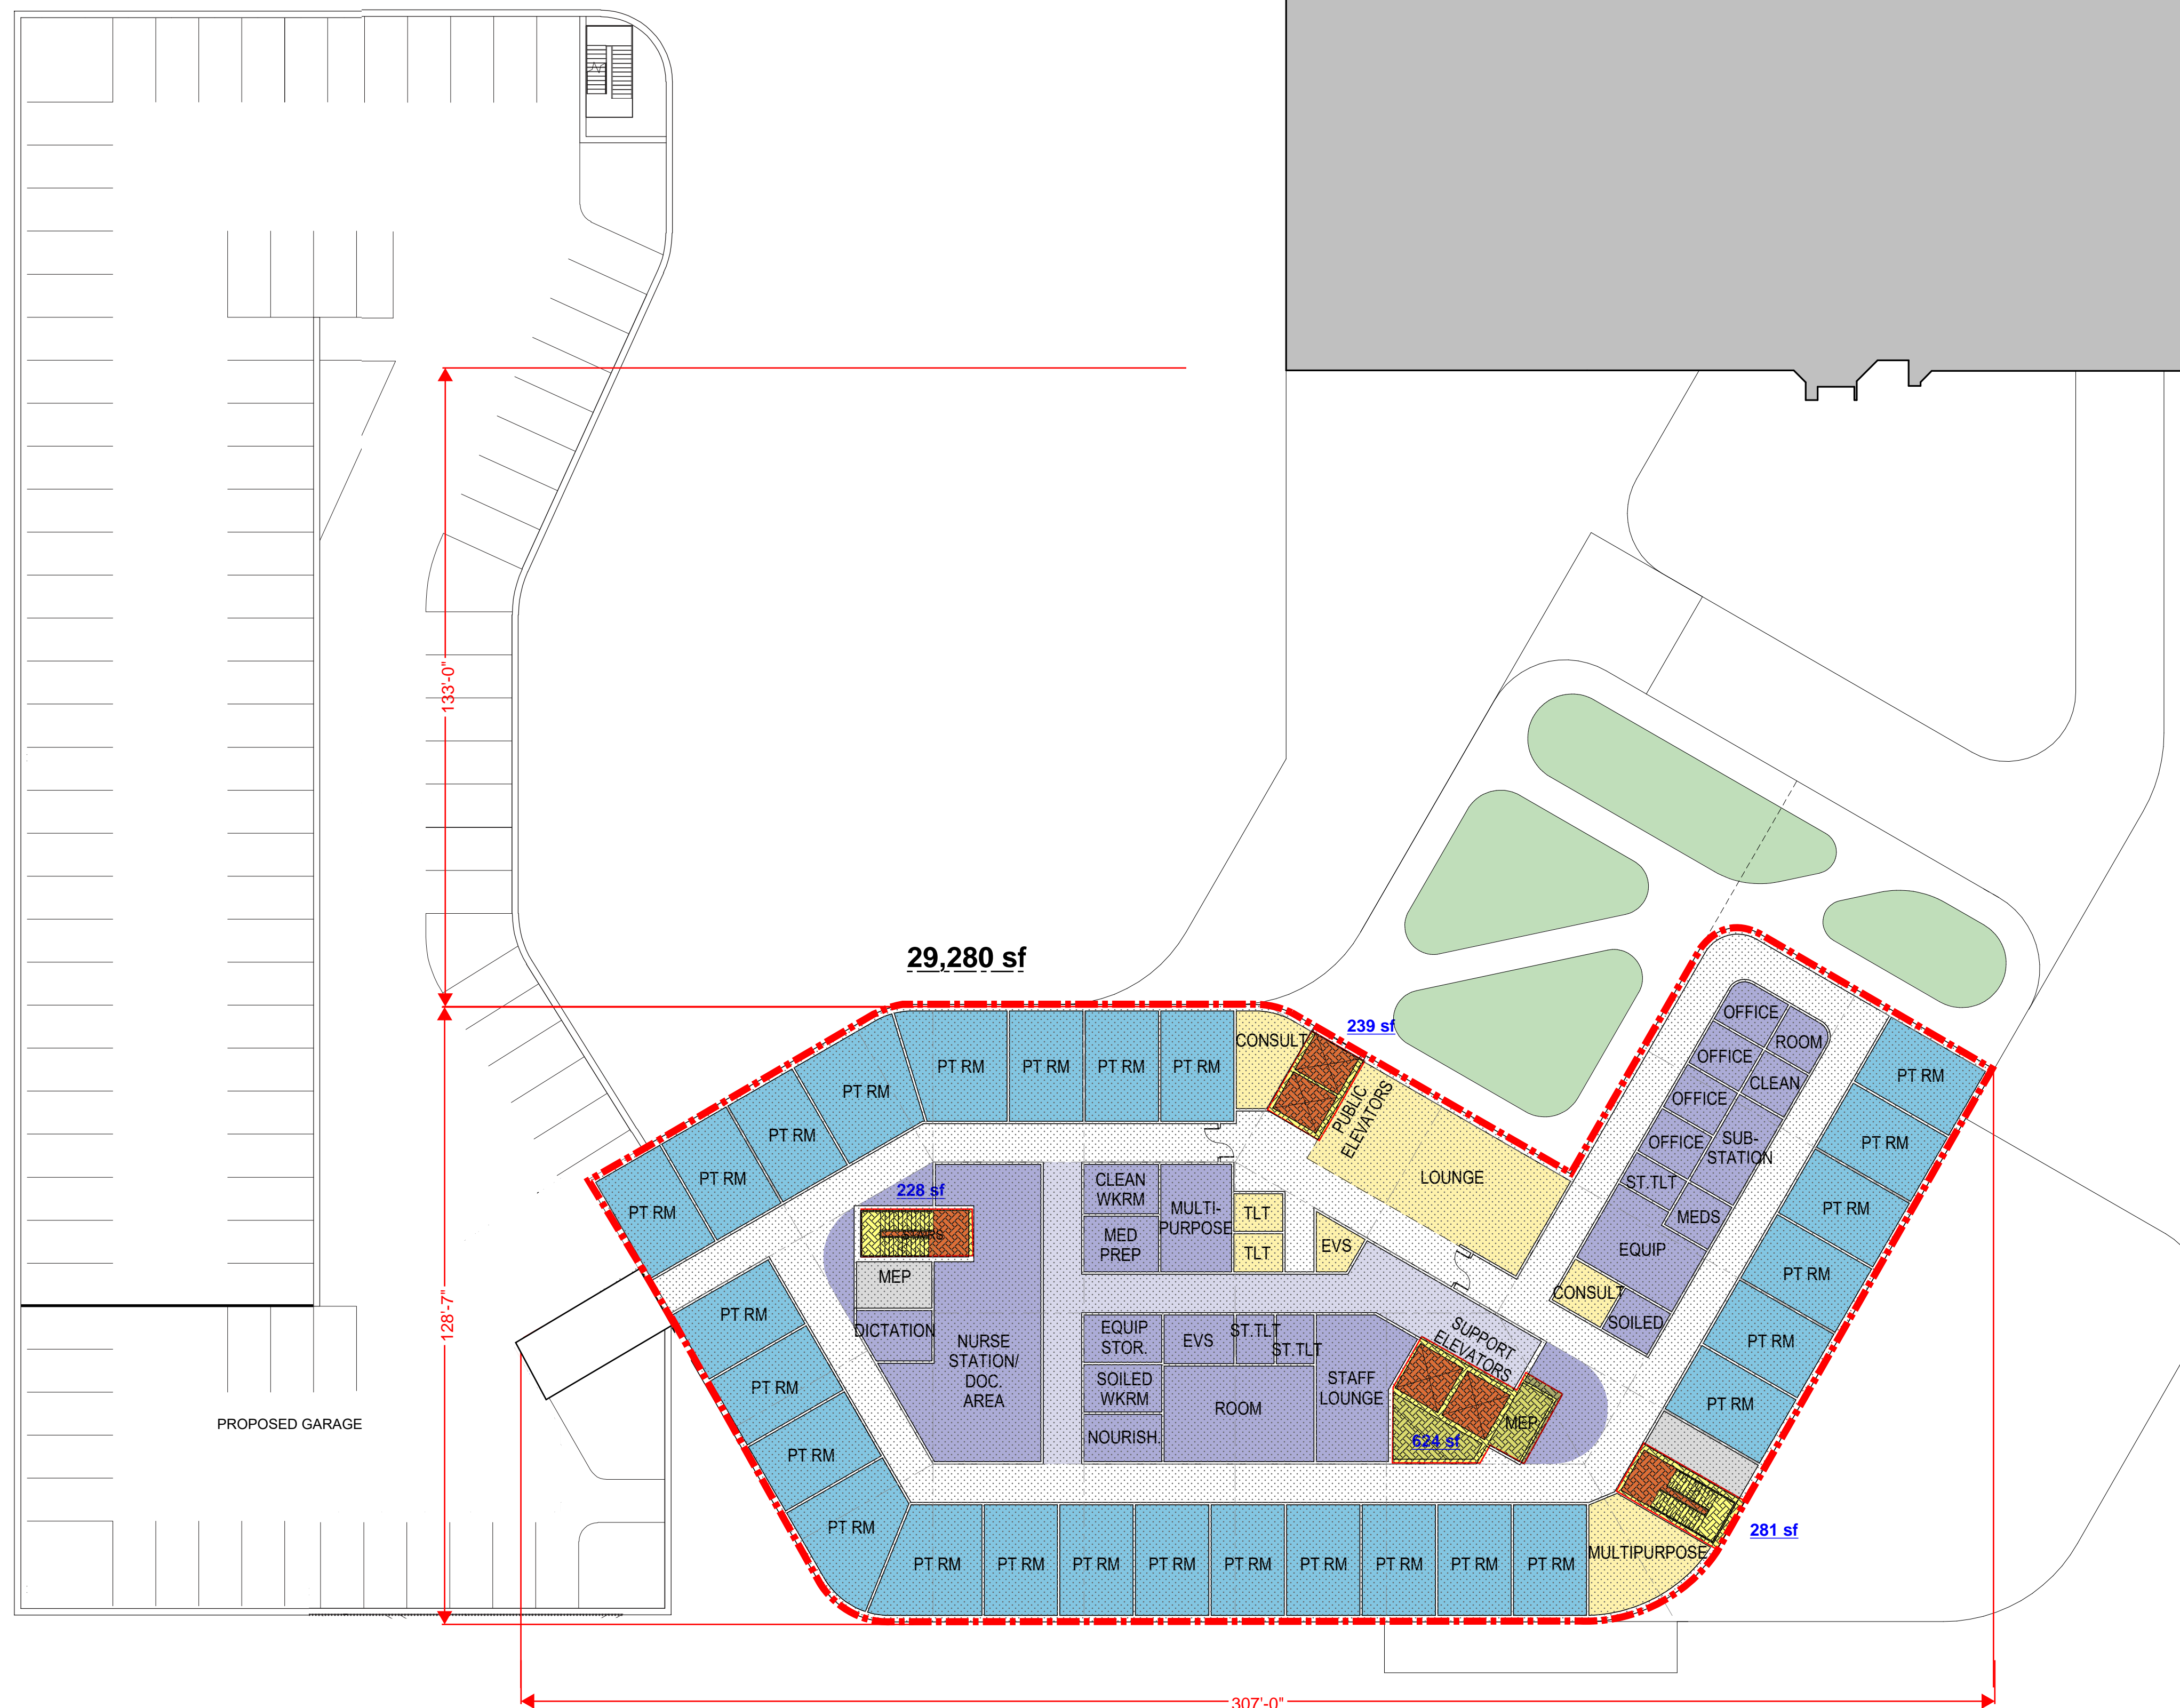 133'-0"
29,280 sf
239 sf
CONSULT
PUBLIC
ELEVATORS
LOUNGE
PT RM
PT RM
PT RM
PT RM
PT RM
PT RM
PT RM
PT RM
228 sf
STAIRS
MEP
DICTATION
NURSE
STATION/
DOC.
AREA
CLEAN
WKRM
MED
PREP
MULTI-
PURPOSE
TLT
TLT
EVS
OFFICE
ROOM
OFFICE
CLEAN
OFFICE
OFFICE
SUB-
STATION
ST.TLT
MEDS
EQUIP
CONSULT
SOILED
PT RM
PT RM
PT RM
PT RM
PT RM
PT RM
128'-7"
PT RM
PT RM
PT RM
PT RM
EQUIP
STOR.
SOILED
WKRM
NOURISH.
EVS
ST.TLT
ST.TLT
ROOM
STAFF
LOUNGE
SUPPORT
ELEVATORS
MEP
624 sf
PROPOSED GARAGE
281 sf
PT RM
PT RM
PT RM
PT RM
PT RM
PT RM
PT RM
PT RM
PT RM
MULTIPURPOSE
307'-0"